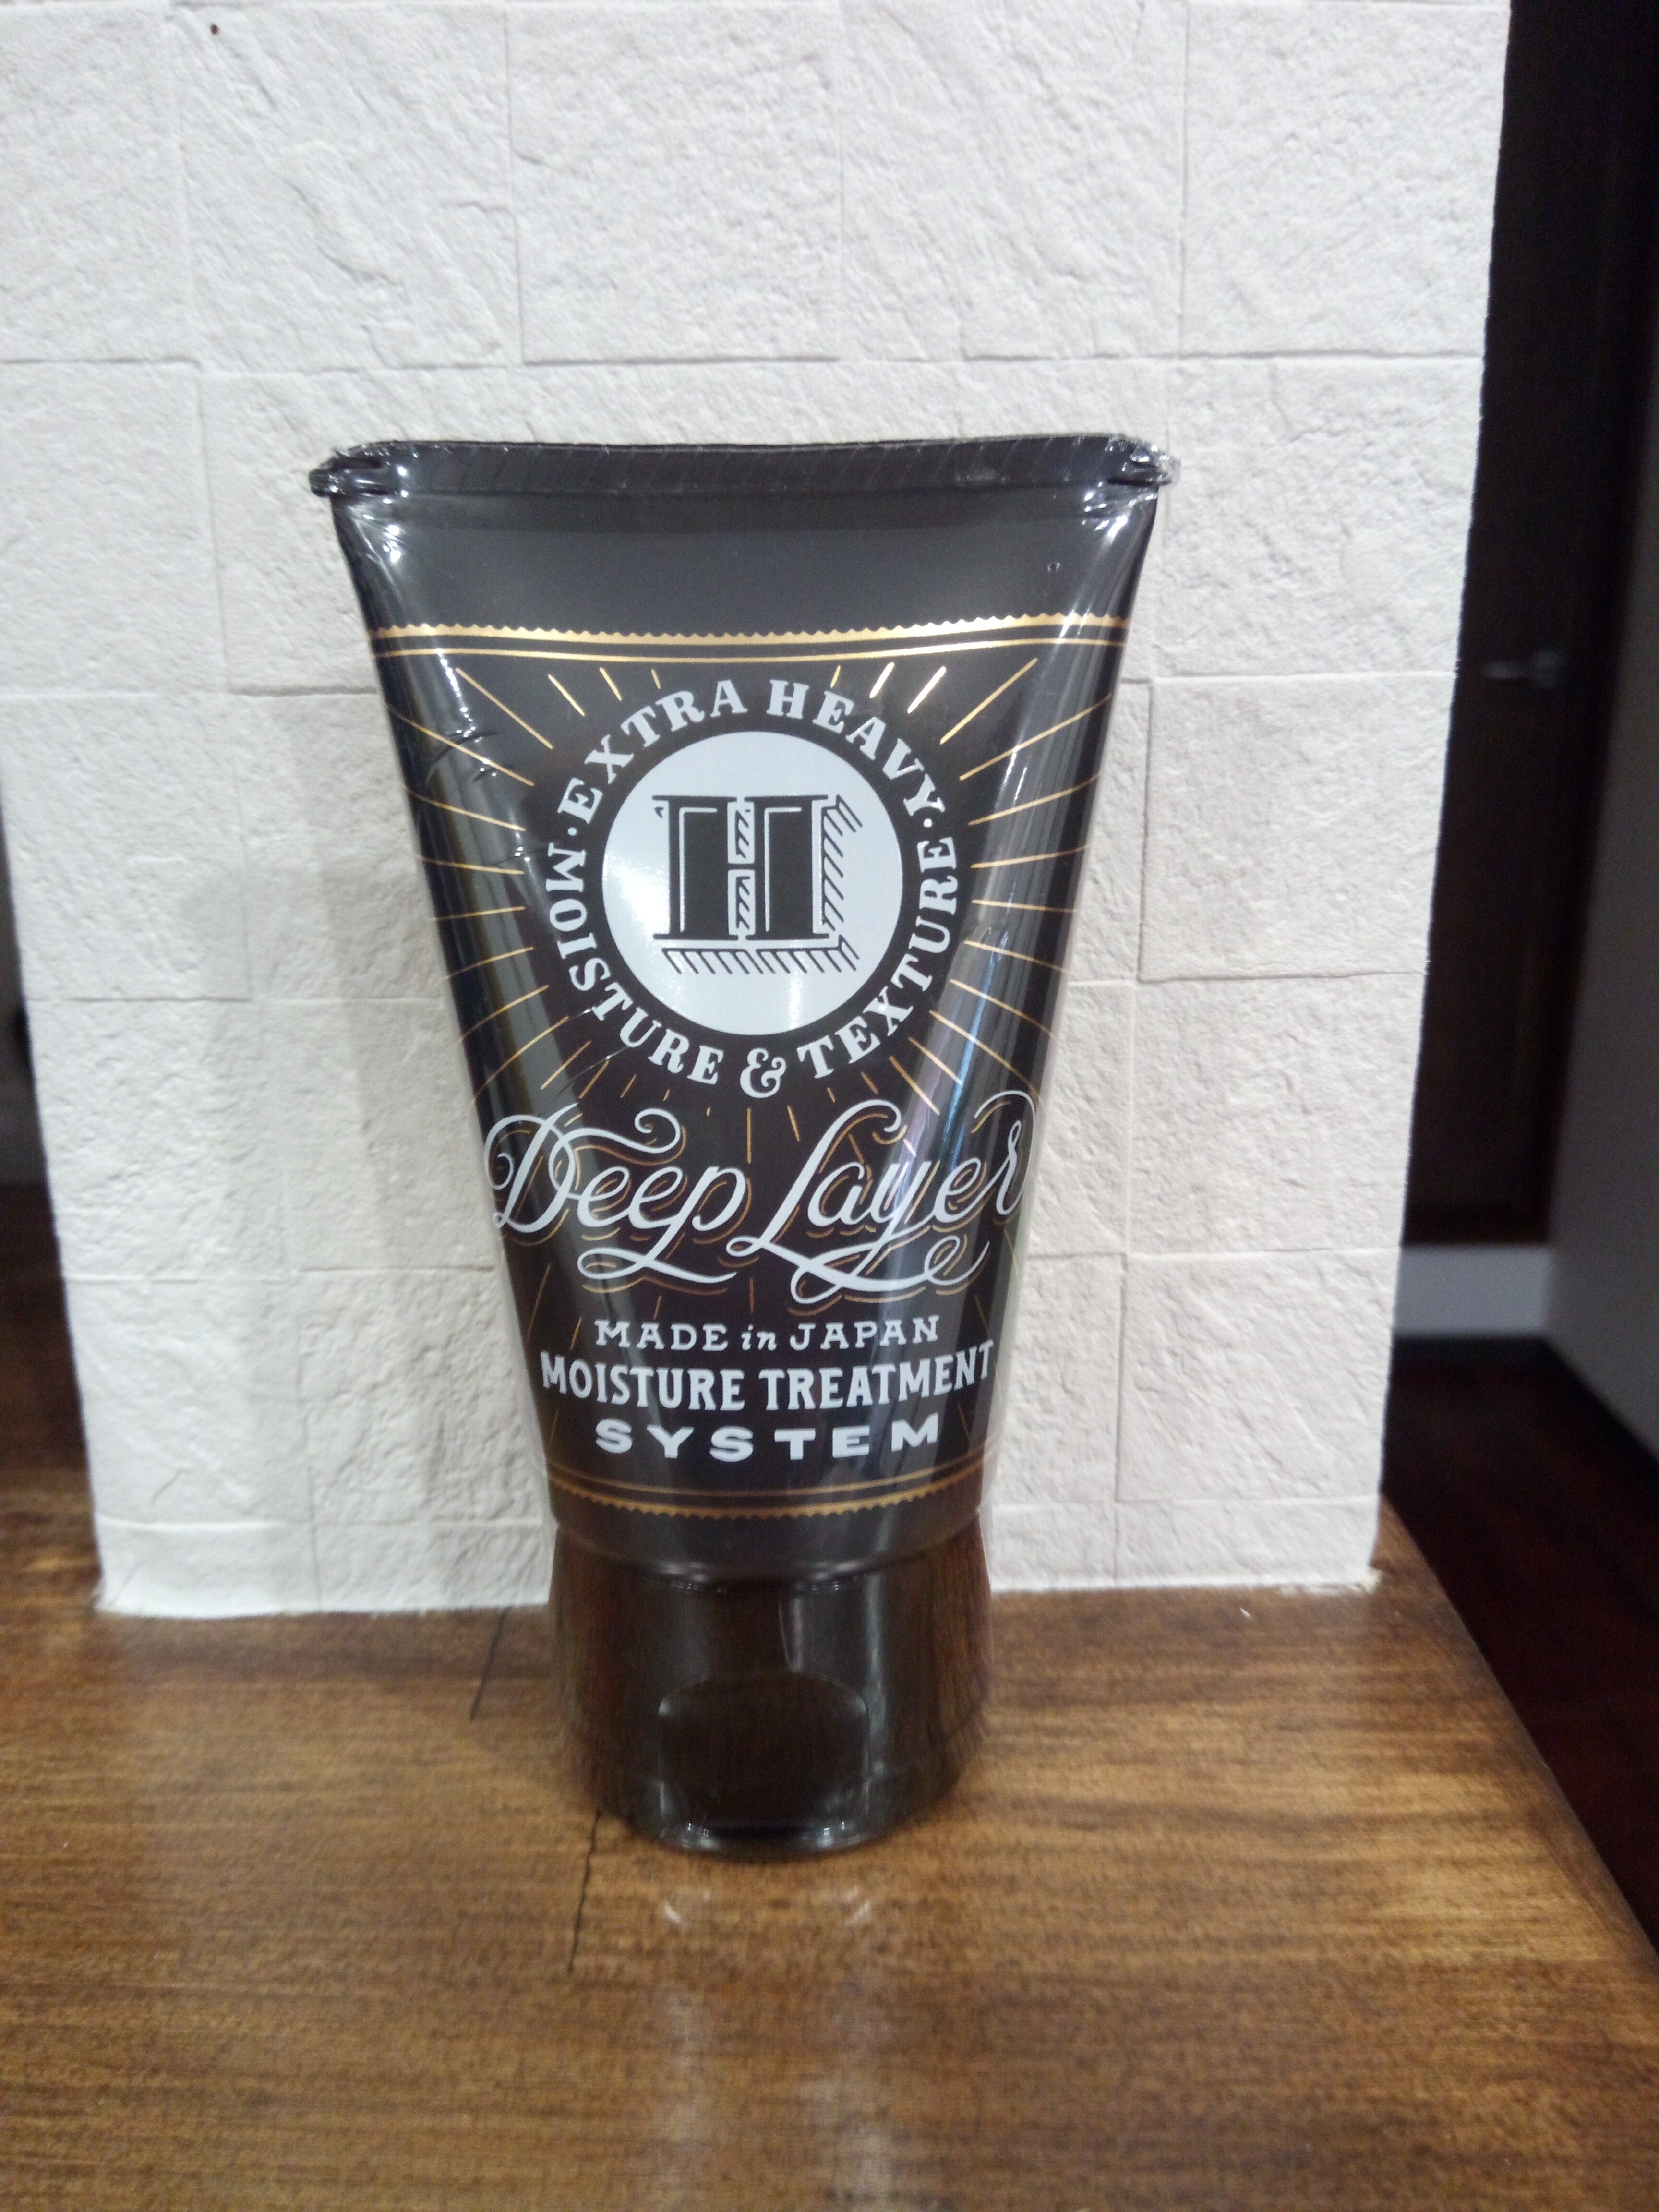 EXTRA HEAVY
H
MOISTURE & TEXTURE
Deep Layer
MADE in JAPAN
MOISTURE TREATMENT
SYSTEM